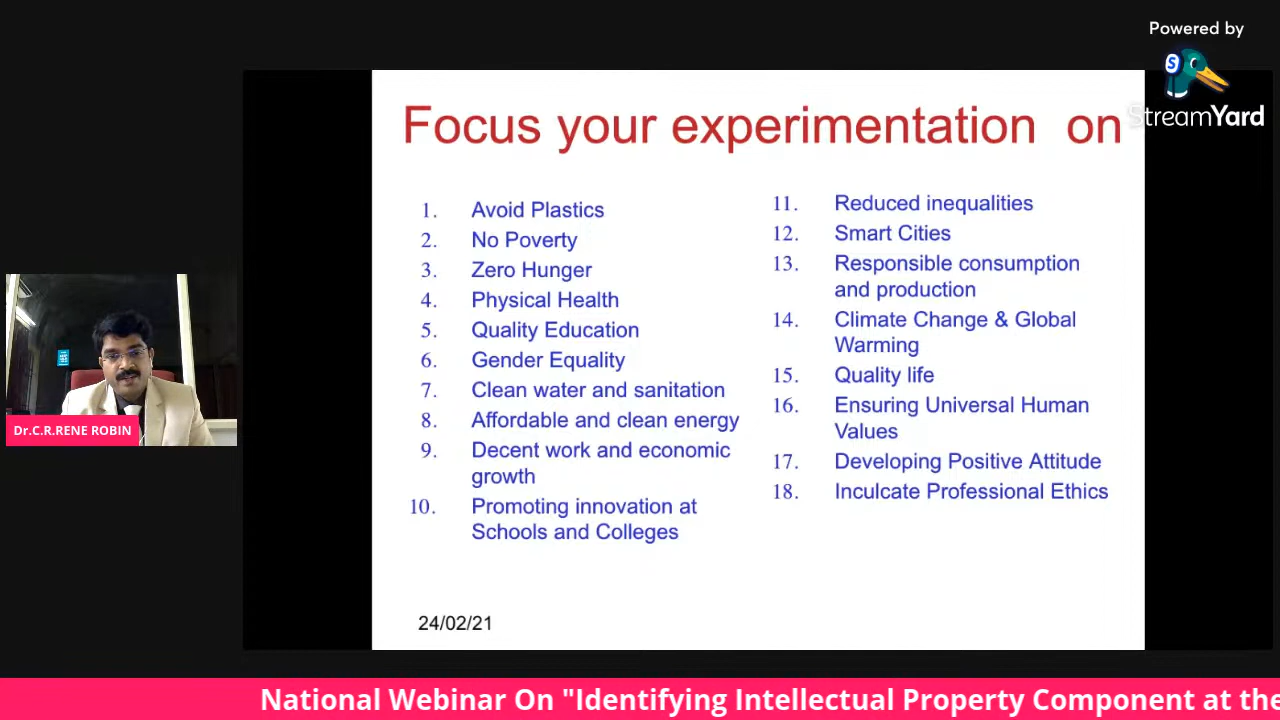 Powered by
StreamYard
Focus your experimentation on
1. Avoid Plastics
2. No Poverty
3. Zero Hunger
4. Physical Health
5. Quality Education
6. Gender Equality
7. Clean water and sanitation
8. Affordable and clean energy
9. Decent work and economic
growth
10. Promoting innovation at
Schools and Colleges
11. Reduced inequalities
12. Smart Cities
13. Responsible consumption
and production
14. Climate Change & Global
Warming
15. Quality life
16. Ensuring Universal Human
Values
17. Developing Positive Attitude
18. Inculcate Professional Ethics
24/02/21
Dr.C.R.RENE ROBIN
National Webinar On "Identifying Intellectual Property Component at the